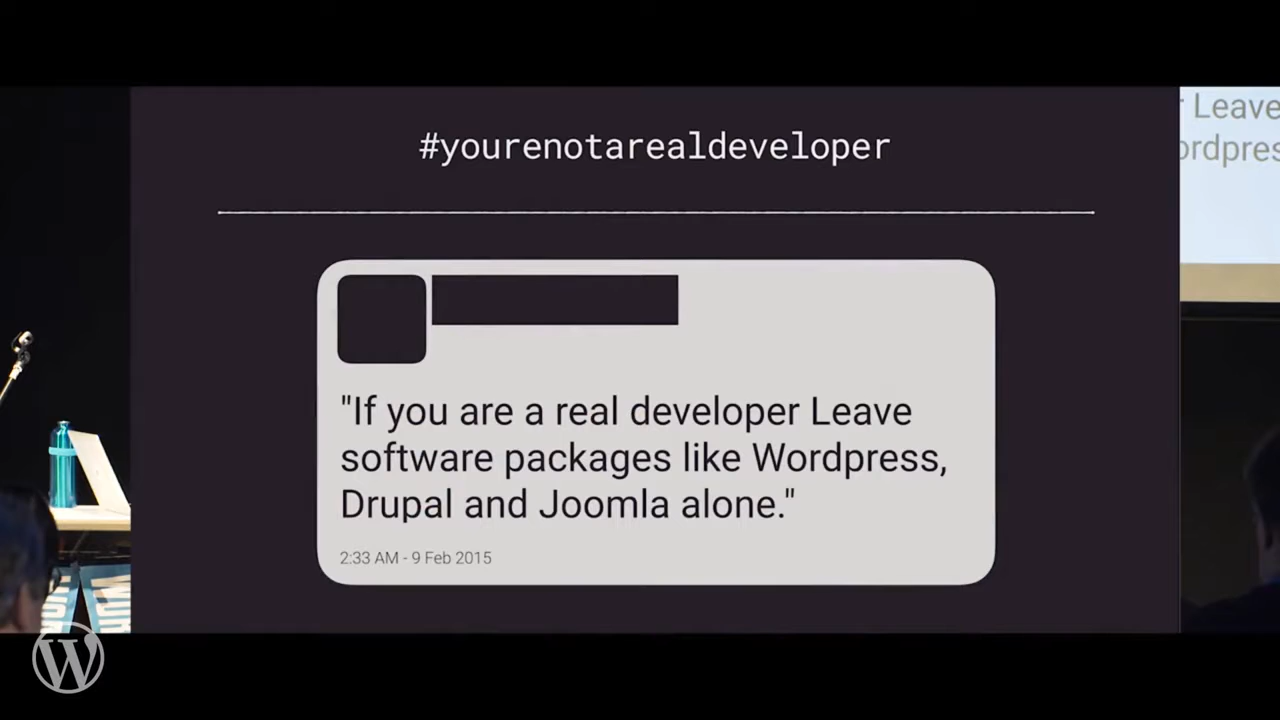 #yourenotarealdeveloper
"If you are a real developer Leave
software packages like Wordpress,
Drupal and Joomla alone."
2:33 AM - 9 Feb 2015
Leave